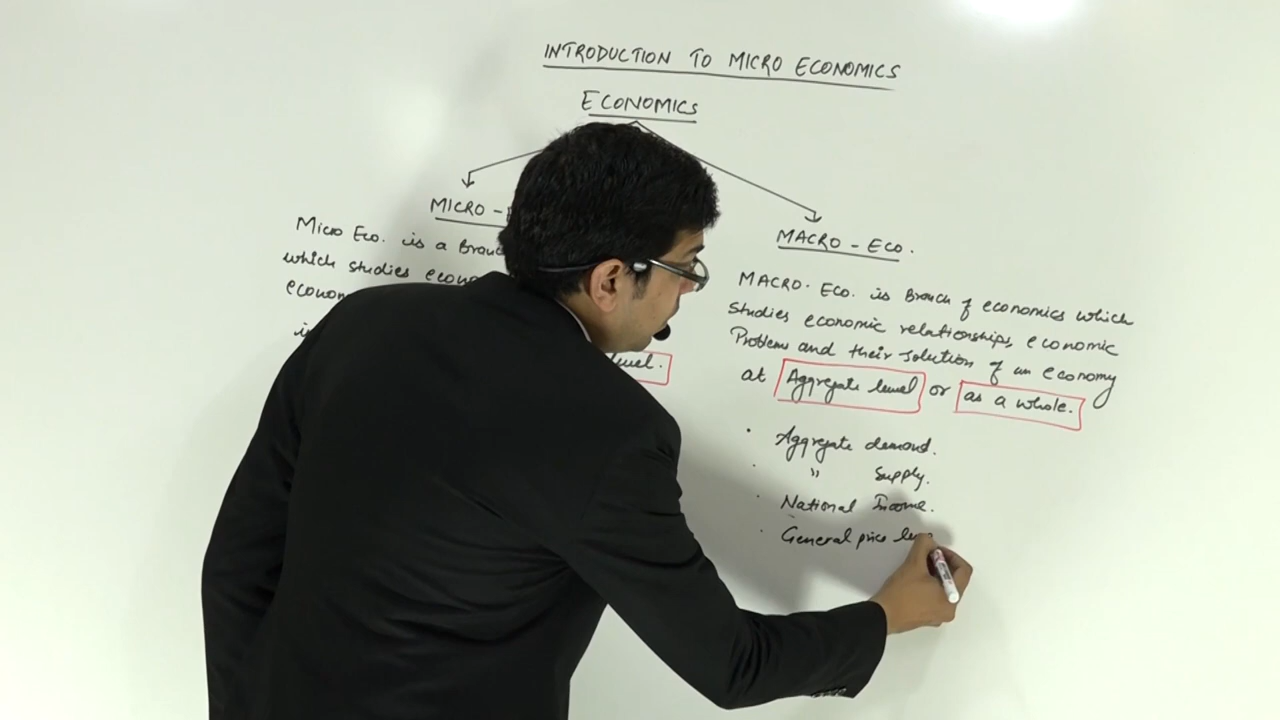 INTRODUCTION TO MICRO ECONOMICS
ECONOMICS
MICRO -
MACRO - ECO.
Micro Eco. is a Branc
which studies econo
econom
in
level.
MACRO. Eco. is Branch of economics which
studies economic relationships, economic
Problem and their solution of an economy
at Aggregate level or as a whole.
• Aggregate demand.
• " Supply.
• National Income.
• General price le